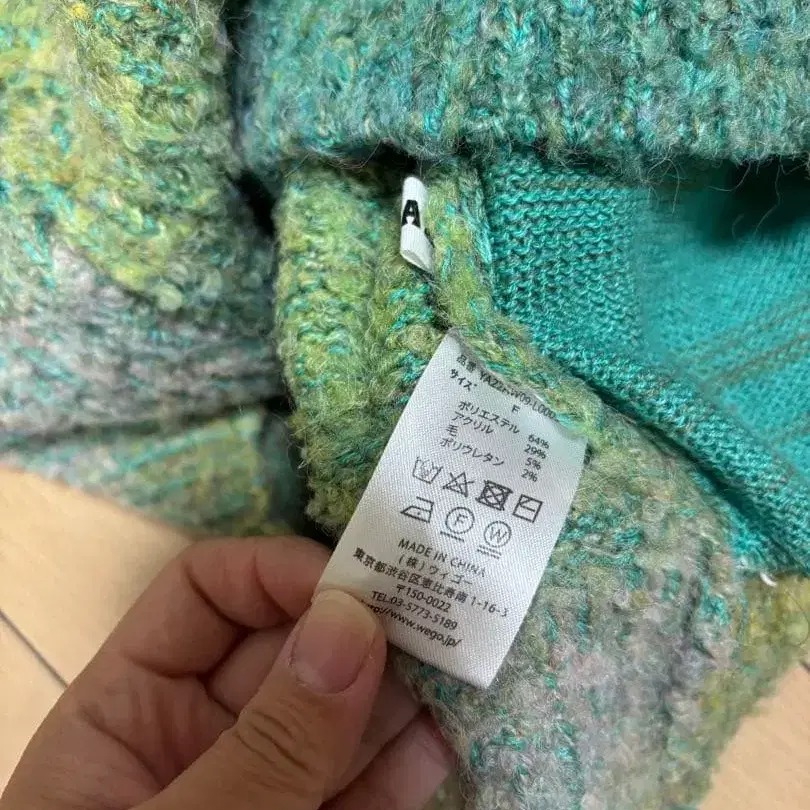 A
品番
サイズ F
ポリエステル 64%
アクリル 29%
毛 5%
ポリウレタン 2%
F W
MADE IN CHINA
(株)ウィゴー
東京都渋谷区恵比寿南1-16-3
〒150-0022
TEL.03-5773-5189
http://www.wego.jp/